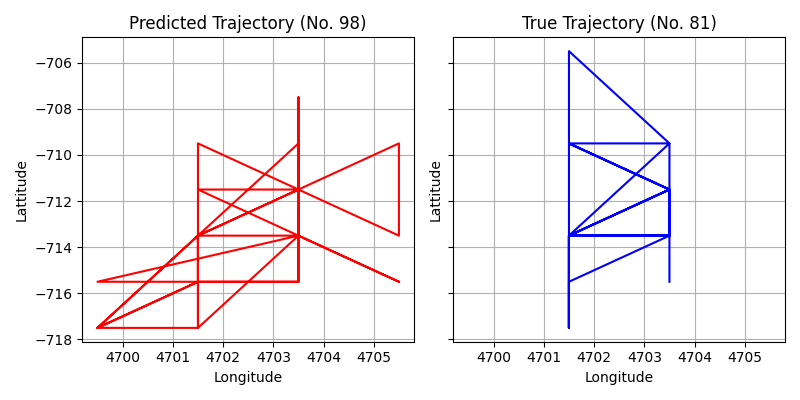 Predicted Trajectory (No. 98)
True Trajectory (No. 81)
−706
−708
−710
−712
−714
−716
−718
Lattitude
Lattitude
4700 4701 4702 4703 4704 4705
4700 4701 4702 4703 4704 4705
Longitude
Longitude